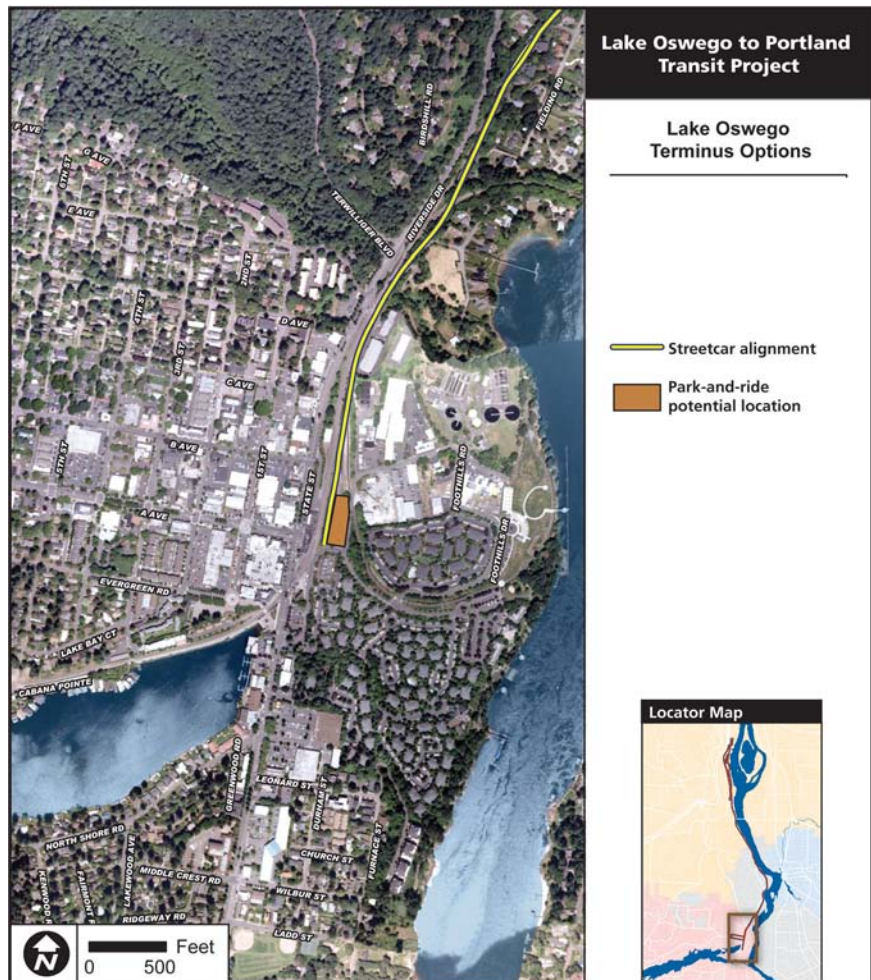 Lake Oswego to Portland
Transit Project
Lake Oswego
Terminus Options
Streetcar alignment
Park-and-ride
potential location
Locator Map
BIRDSHILL RD
FIELDING RD
F AVE
G AVE
6TH ST
E AVE
TERWILLIGER BLVD
RIVERSIDE DR
2ND ST
4TH ST
D AVE
3RD ST
C AVE
B AVE
5TH ST
1ST ST
STATE ST
FOOTHILLS RD
A AVE
FOOTHILLS DR
EVERGREEN RD
LAKE BAY CT
CABANA POINTE
GREENWOOD RD
LEONARD ST
DURHAM ST
NORTH SHORE RD
LAKEWOOD AVE
CHURCH ST
FURNACE ST
MIDDLE CREST RD
KENWOOD R
FAIRMONT R
WILBUR ST
RIDGEWAY RD
LADD ST
Feet
0 500